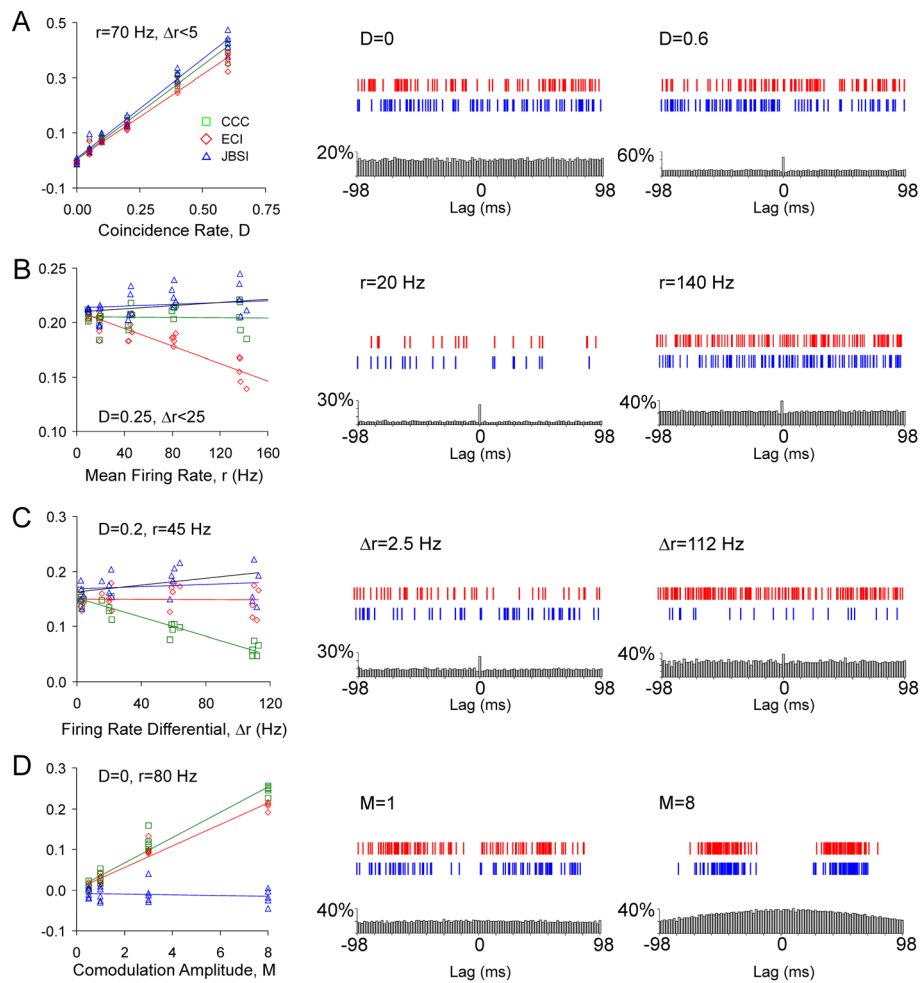 A
r=70 Hz, Δr<5
0.5
0.3
0.1
-0.1
CCC
ECI
JBSI
0.00 0.25 0.50 0.75
Coincidence Rate, D
D=0
20%
-98 0 98
Lag (ms)
D=0.6
60%
-98 0 98
Lag (ms)
B
0.25
0.20
0.15
0.10
D=0.25, Δr<25
0 40 80 120 160
Mean Firing Rate, r (Hz)
r=20 Hz
30%
-98 0 98
Lag (ms)
r=140 Hz
40%
-98 0 98
Lag (ms)
C
D=0.2, r=45 Hz
0.3
0.2
0.1
0.0
0 40 80 120
Firing Rate Differential, Δr (Hz)
Δr=2.5 Hz
30%
-98 0 98
Lag (ms)
Δr=112 Hz
40%
-98 0 98
Lag (ms)
D
D=0, r=80 Hz
0.3
0.2
0.1
0.0
-0.1
0 2 4 6 8
Comodulation Amplitude, M
M=1
40%
-98 0 98
Lag (ms)
M=8
40%
-98 0 98
Lag (ms)